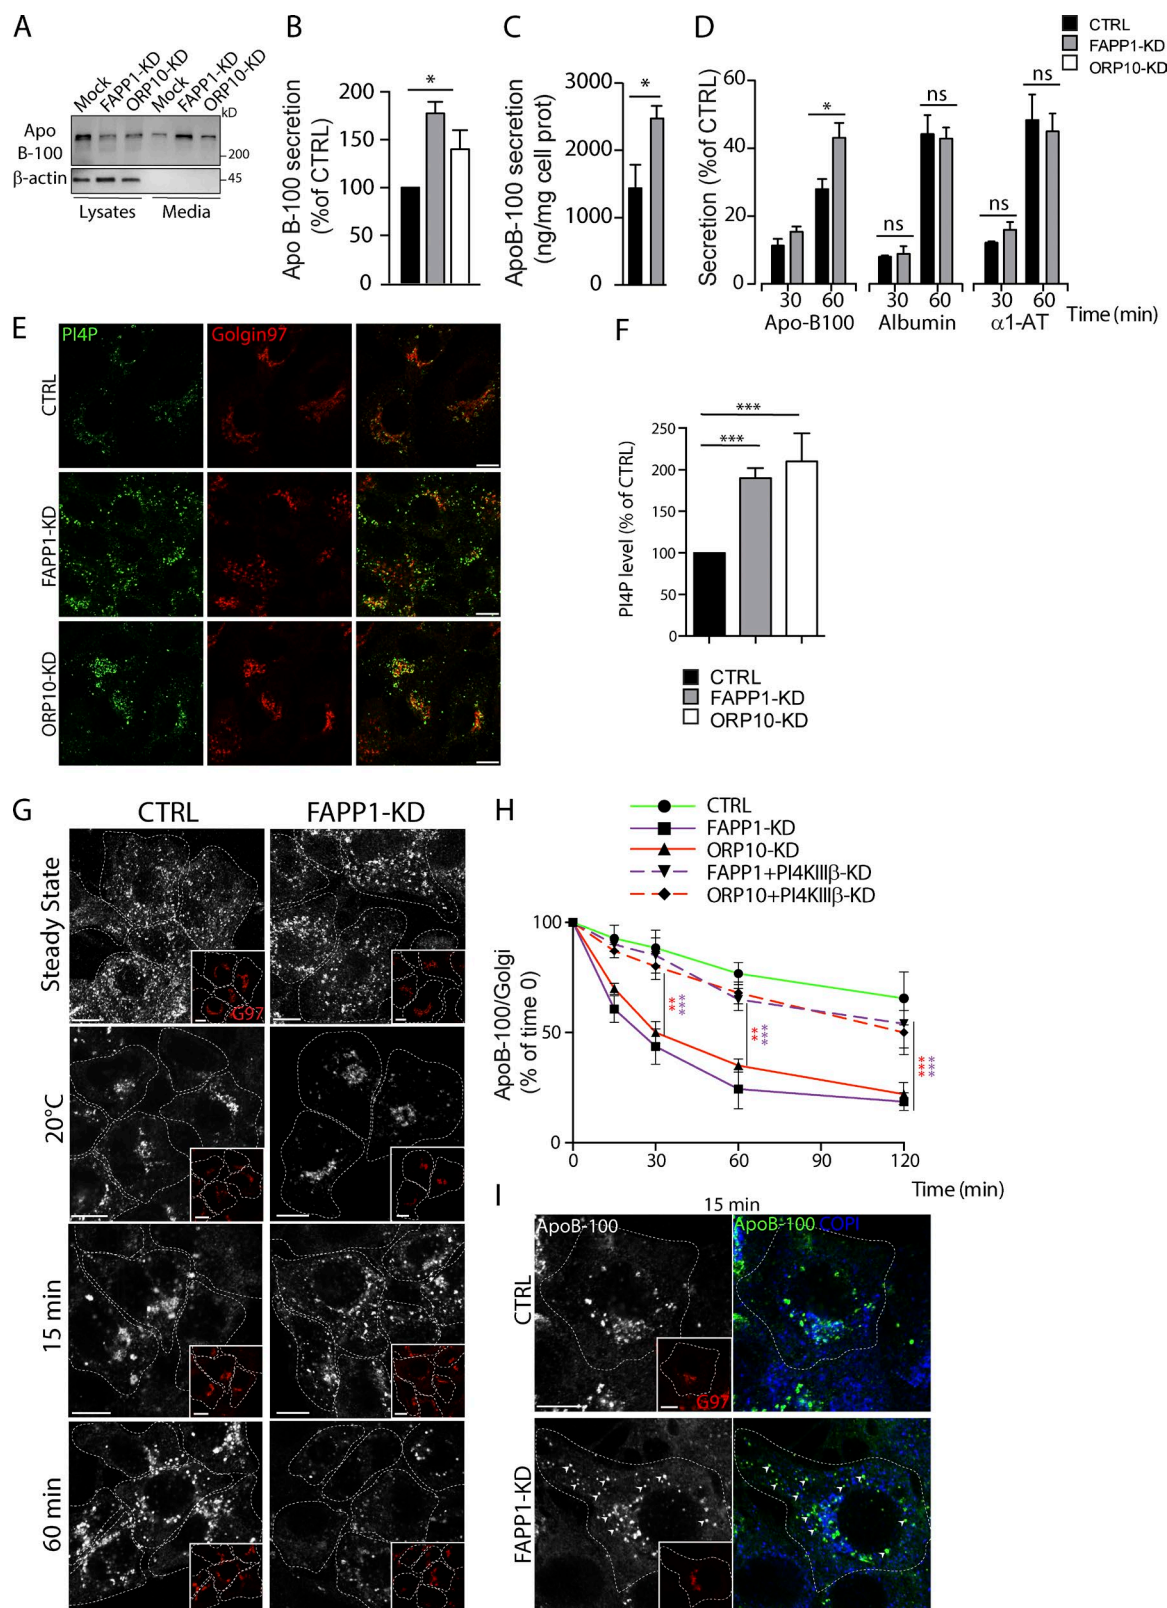 A
Mock
FAPP1-KD
ORP10-KD
Mock
FAPP1-KD
ORP10-KD
kD
Apo
B-100
200
β-actin
45
Lysates
Media
B
Apo B-100 secretion
(%of CTRL)
200
150
100
50
0
*
C
ApoB-100 secretion
(ng/mg cell prot)
3000
2000
1000
0
*
D
CTRL
FAPP1-KD
ORP10-KD
Secretion (%of CTRL)
60
40
20
0
*
ns
ns
ns
ns
30 60 30 60 30 60 Time (min)
Apo-B100 Albumin α1-AT
E
PI4P
Golgin97
CTRL
FAPP1-KD
ORP10-KD
F
PI4P level (% of CTRL)
250
200
150
100
50
0
***
***
CTRL
FAPP1-KD
ORP10-KD
G
CTRL FAPP1-KD
Steady State
G97
20°C
15 min
60 min
H
CTRL
FAPP1-KD
ORP10-KD
FAPP1+PI4KIIIβ-KD
ORP10+PI4KIIIβ-KD
ApoB-100/Golgi
(% of time 0)
100
50
0
**
***
**
***
***
***
0 30 60 90 120
Time (min)
I
15 min
ApoB-100
ApoB-100 COPI
CTRL
G97
FAPP1-KD